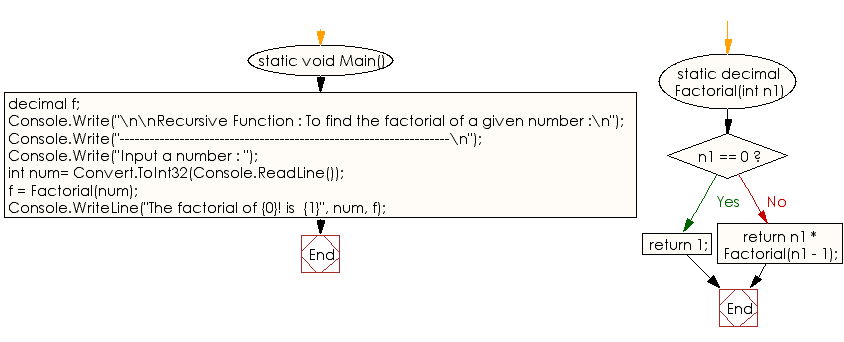 static void Main()
decimal f;
Console.Write("\n\nRecursive Function : To find the factorial of a given number :\n");
Console.Write("------------------------------------------------------------------\n");
Console.Write("Input a number : ");
int num= Convert.ToInt32(Console.ReadLine());
f = Factorial(num);
Console.WriteLine("The factorial of {0}! is  {1}", num, f);
End
static decimal
Factorial(int n1)
n1 == 0 ?
Yes
No
return 1;
return n1 *
Factorial(n1 - 1);
End